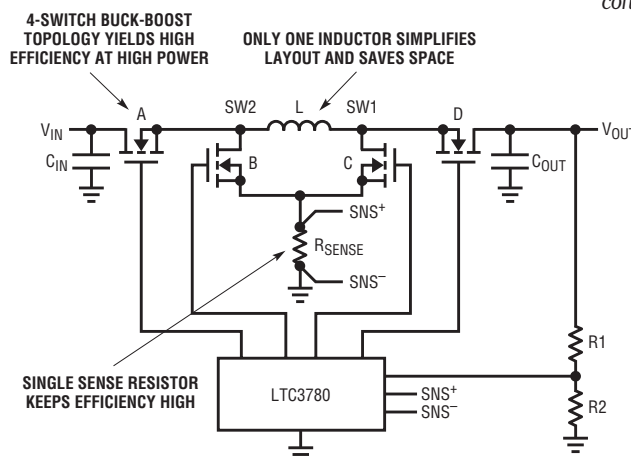 con
4-SWITCH BUCK-BOOST
TOPOLOGY YIELDS HIGH
EFFICIENCY AT HIGH POWER
ONLY ONE INDUCTOR SIMPLIFIES
LAYOUT AND SAVES SPACE
A
SW2
L
SW1
D
VIN
VOUT
CIN
B
C
COUT
SNS+
RSENSE
SNS–
R1
SINGLE SENSE RESISTOR
KEEPS EFFICIENCY HIGH
LTC3780
SNS+
SNS–
R2